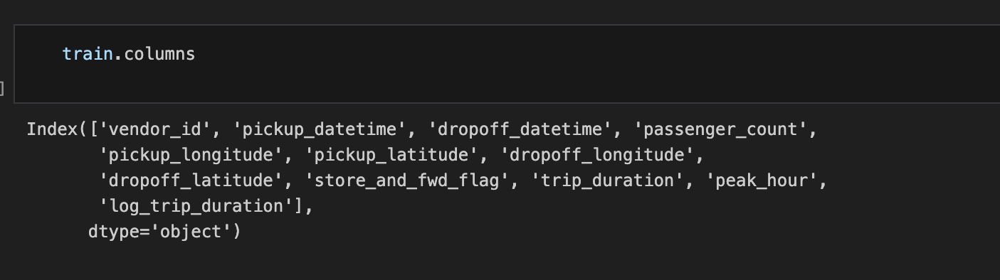 train.columns
]
Index(['vendor_id', 'pickup_datetime', 'dropoff_datetime', 'passenger_count',
'pickup_longitude', 'pickup_latitude', 'dropoff_longitude',
'dropoff_latitude', 'store_and_fwd_flag', 'trip_duration', 'peak_hour',
'log_trip_duration'],
dtype='object')